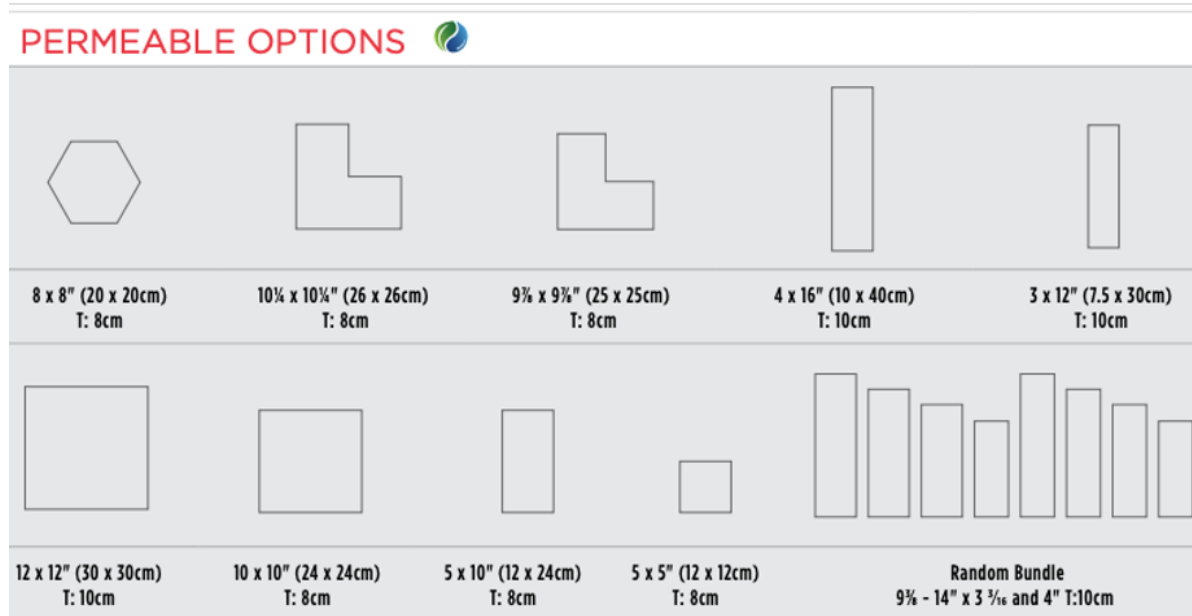 PERMEABLE OPTIONS
8 x 8" (20 x 20cm)
T: 8cm
10¼ x 10¼" (26 x 26cm)
T: 8cm
9⅞ x 9⅞" (25 x 25cm)
T: 8cm
4 x 16" (10 x 40cm)
T: 10cm
3 x 12" (7.5 x 30cm)
T: 10cm
12 x 12" (30 x 30cm)
T: 10cm
10 x 10" (24 x 24cm)
T: 8cm
5 x 10" (12 x 24cm)
T: 8cm
5 x 5" (12 x 12cm)
T: 8cm
Random Bundle
9⅜ - 14" x 3 3⁄16 and 4" T:10cm